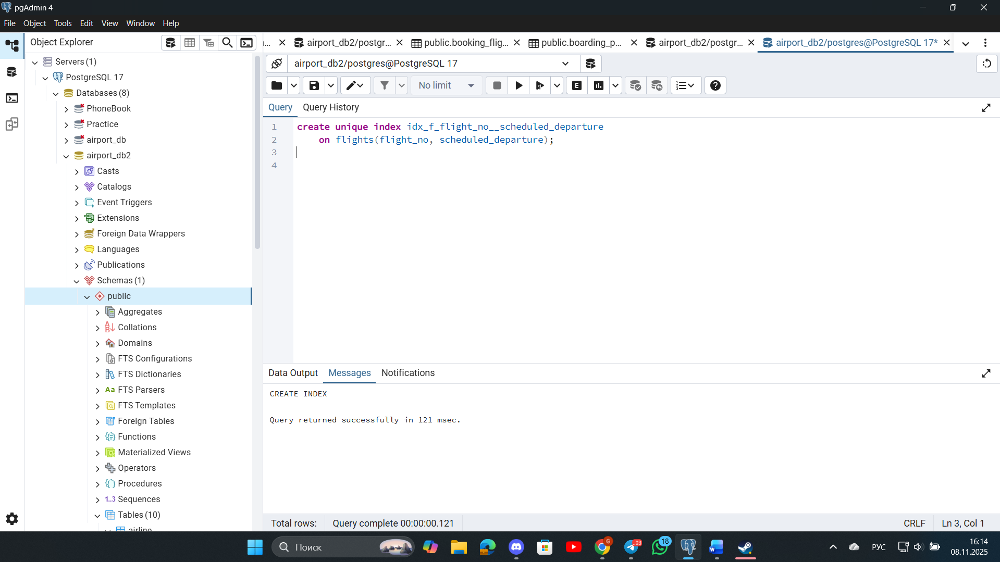 pgAdmin 4
File Object Tools Edit View Window Help
Object Explorer
... airport_db2/postgr... public.booking_flig... public.boarding_p... airport_db2/postgr... airport_db2/postgres@PostgreSQL 17*
Servers (1)
PostgreSQL 17
Databases (8)
PhoneBook
Practice
airport_db
airport_db2
Casts
Catalogs
Event Triggers
Extensions
Foreign Data Wrappers
Languages
Publications
Schemas (1)
public
Aggregates
Collations
Domains
FTS Configurations
FTS Dictionaries
Aa FTS Parsers
FTS Templates
Foreign Tables
Functions
Materialized Views
Operators
Procedures
1..3 Sequences
Tables (10)
airline
airport_db2/postgres@PostgreSQL 17
No limit
E
Query Query History
1 create unique index idx_f_flight_no__scheduled_departure
2 on flights(flight_no, scheduled_departure);
3
4
Data Output Messages Notifications
CREATE INDEX
Query returned successfully in 121 msec.
Total rows: Query complete 00:00:00.121 CRLF Ln 3, Col 1
Поиск
G
.03
18
РУС
16:14
08.11.2025